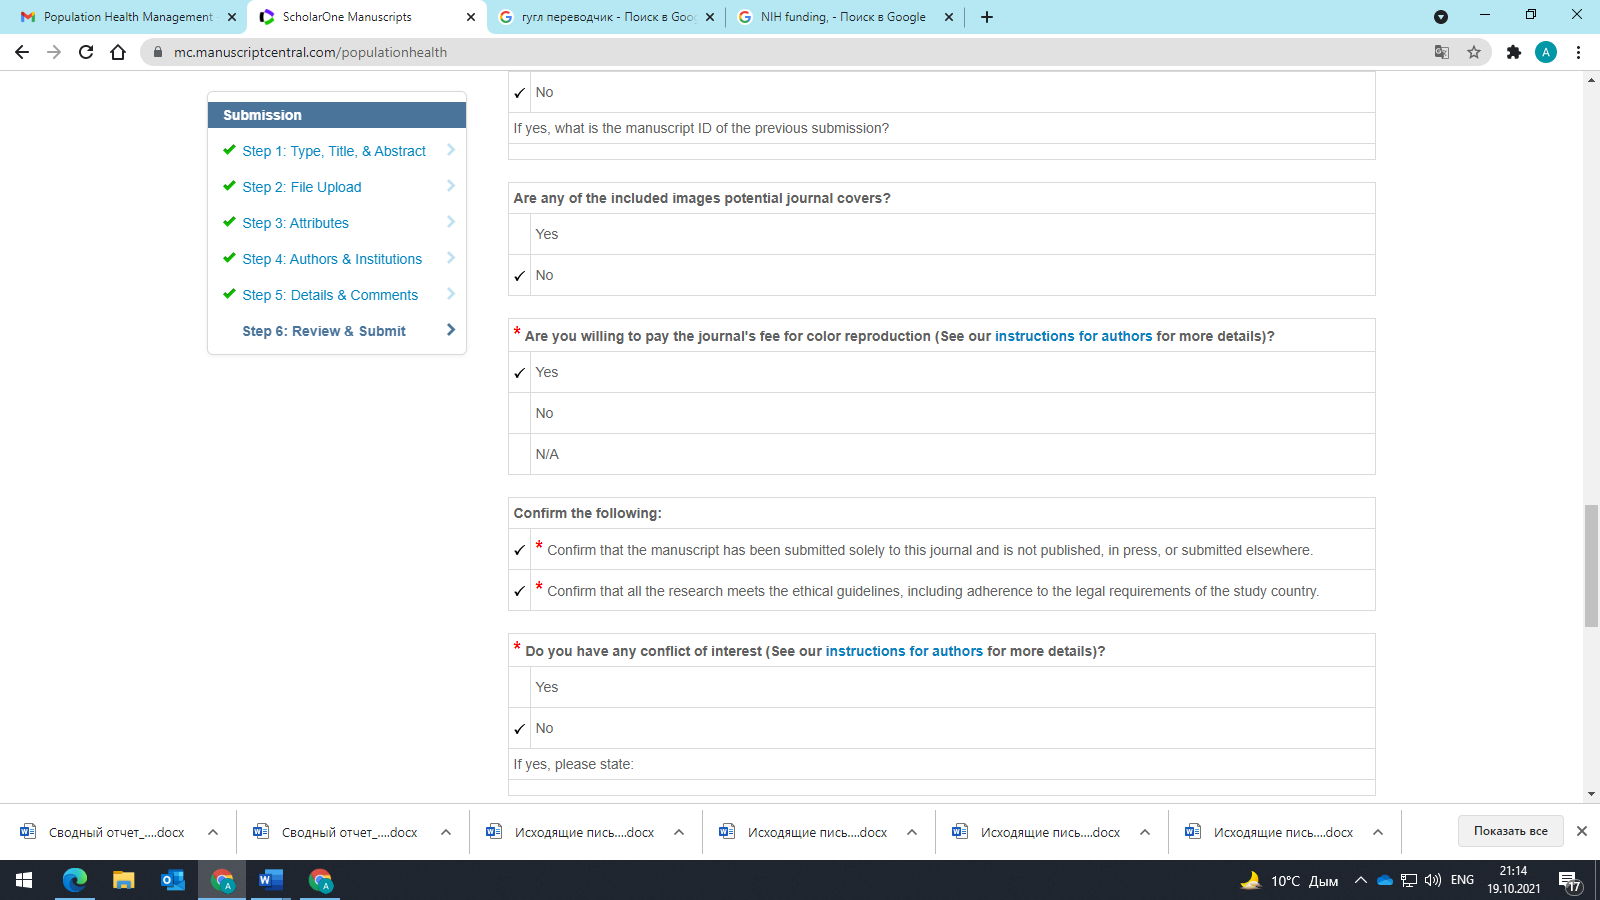 Population Health Management
ScholarOne Manuscripts
гугл переводчик - Поиск в Goog
NIH funding, - Поиск в Google
mc.manuscriptcentral.com/populationhealth
A
Submission
Step 1: Type, Title, & Abstract
Step 2: File Upload
Step 3: Attributes
Step 4: Authors & Institutions
Step 5: Details & Comments
Step 6: Review & Submit
No
If yes, what is the manuscript ID of the previous submission?
Are any of the included images potential journal covers?
Yes
No
* Are you willing to pay the journal's fee for color reproduction (See our instructions for authors for more details)?
Yes
No
N/A
Confirm the following:
* Confirm that the manuscript has been submitted solely to this journal and is not published, in press, or submitted elsewhere.
* Confirm that all the research meets the ethical guidelines, including adherence to the legal requirements of the study country.
* Do you have any conflict of interest (See our instructions for authors for more details)?
Yes
No
If yes, please state:
Сводный отчет_....docx
Сводный отчет_....docx
Исходящие пись....docx
Исходящие пись....docx
Исходящие пись....docx
Исходящие пись....docx
Показать все
10°C Дым
ENG
21:14
19.10.2021
17